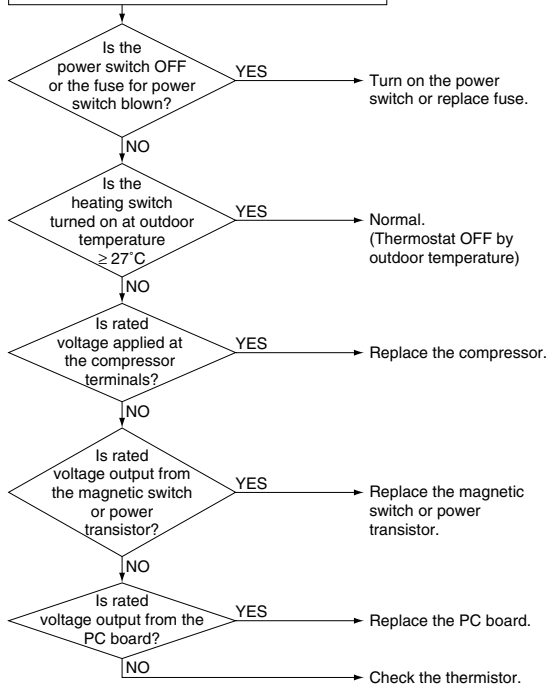 Is the
power switch OFF
or the fuse for power
switch blown?
YES
Turn on the power
switch or replace fuse.
NO
Is the
heating switch
turned on at outdoor
temperature
≥ 27˚C
YES
Normal.
(Thermostat OFF by
outdoor temperature)
NO
Is rated
voltage applied at
the compressor
terminals?
YES
Replace the compressor.
NO
Is rated
voltage output from
the magnetic switch
or power
transistor?
YES
Replace the magnetic
switch or power
transistor.
NO
Is rated
voltage output from the
PC board?
YES
Replace the PC board.
NO
Check the thermistor.